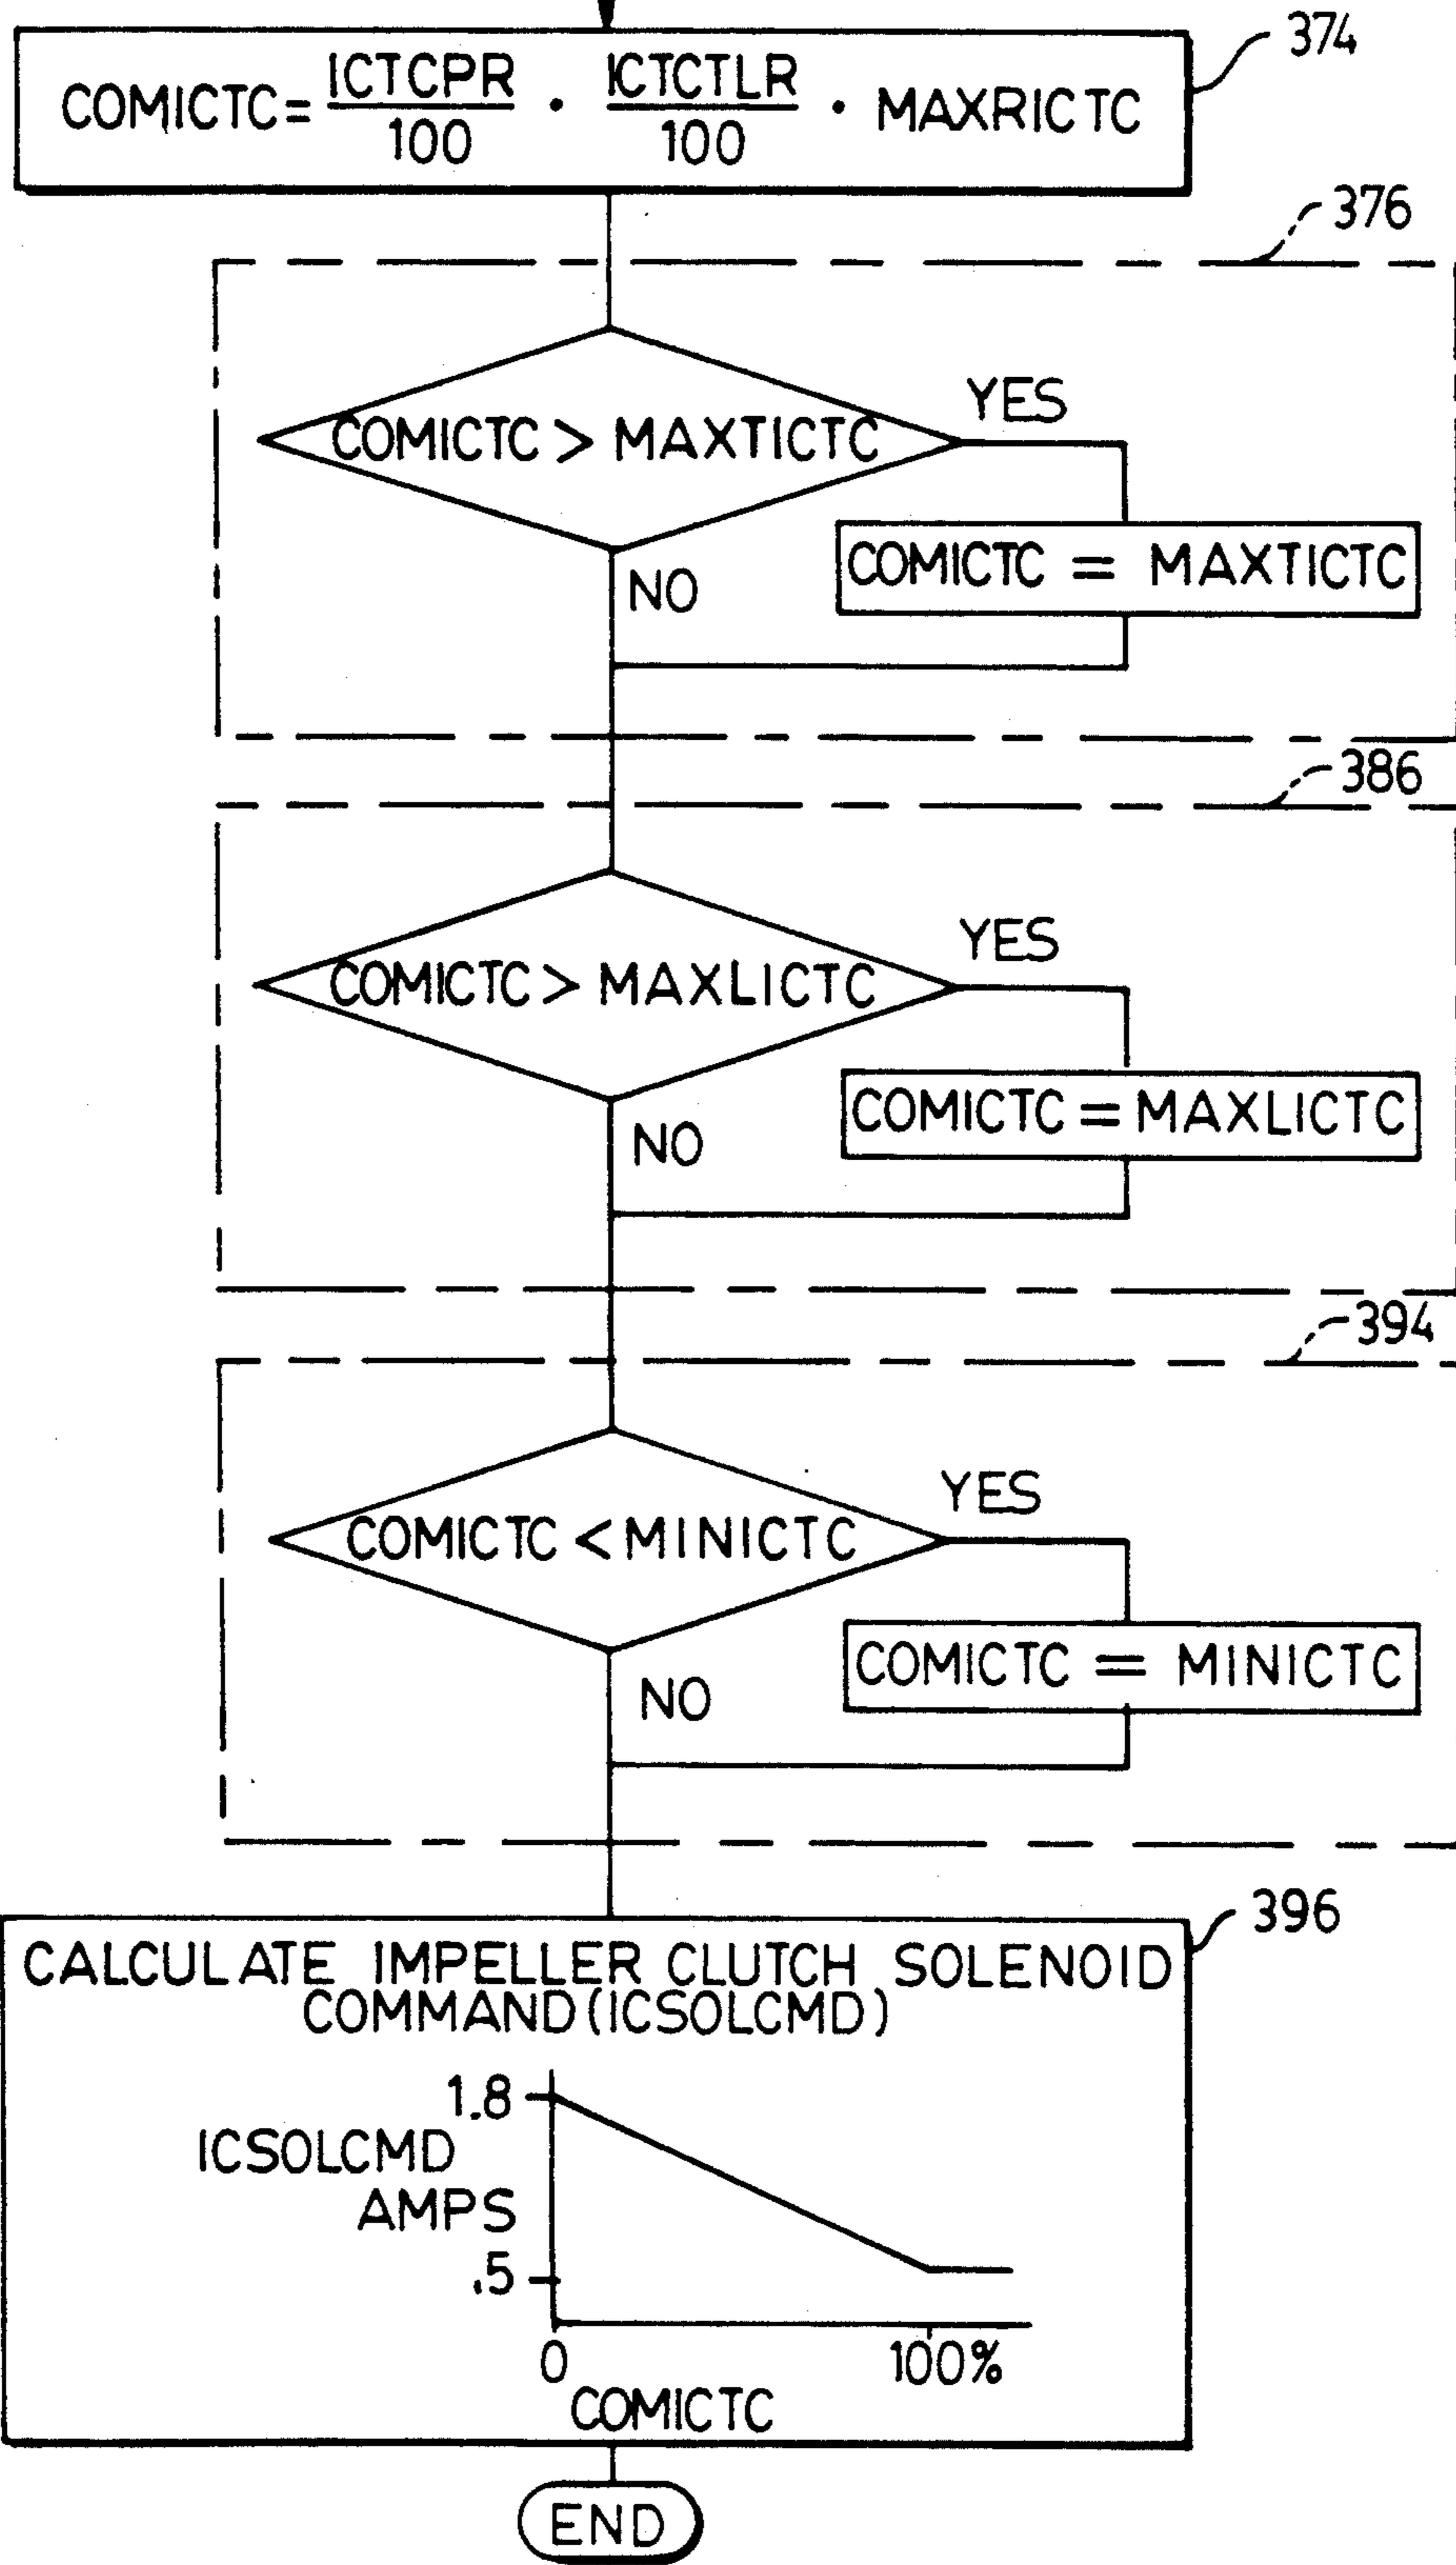 374
COMICTC = ICTCPR/100 · ICTCTLR/100 · MAXRICTC
376
COMICTC > MAXTICTC
YES
COMICTC = MAXTICTC
NO
386
COMICTC > MAXLICTC
YES
COMICTC = MAXLICTC
NO
394
COMICTC < MINICTC
YES
COMICTC = MINICTC
NO
396
CALCULATE IMPELLER CLUTCH SOLENOID
COMMAND (ICSOLCMD)
1.8
ICSOLCMD
AMPS
.5
0
100%
COMICTC
END